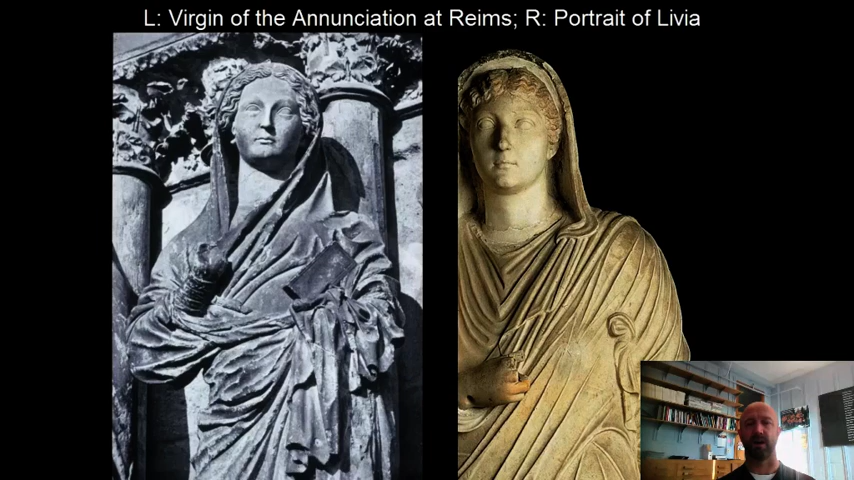 L: Virgin of the Annunciation at Reims; R: Portrait of Livia